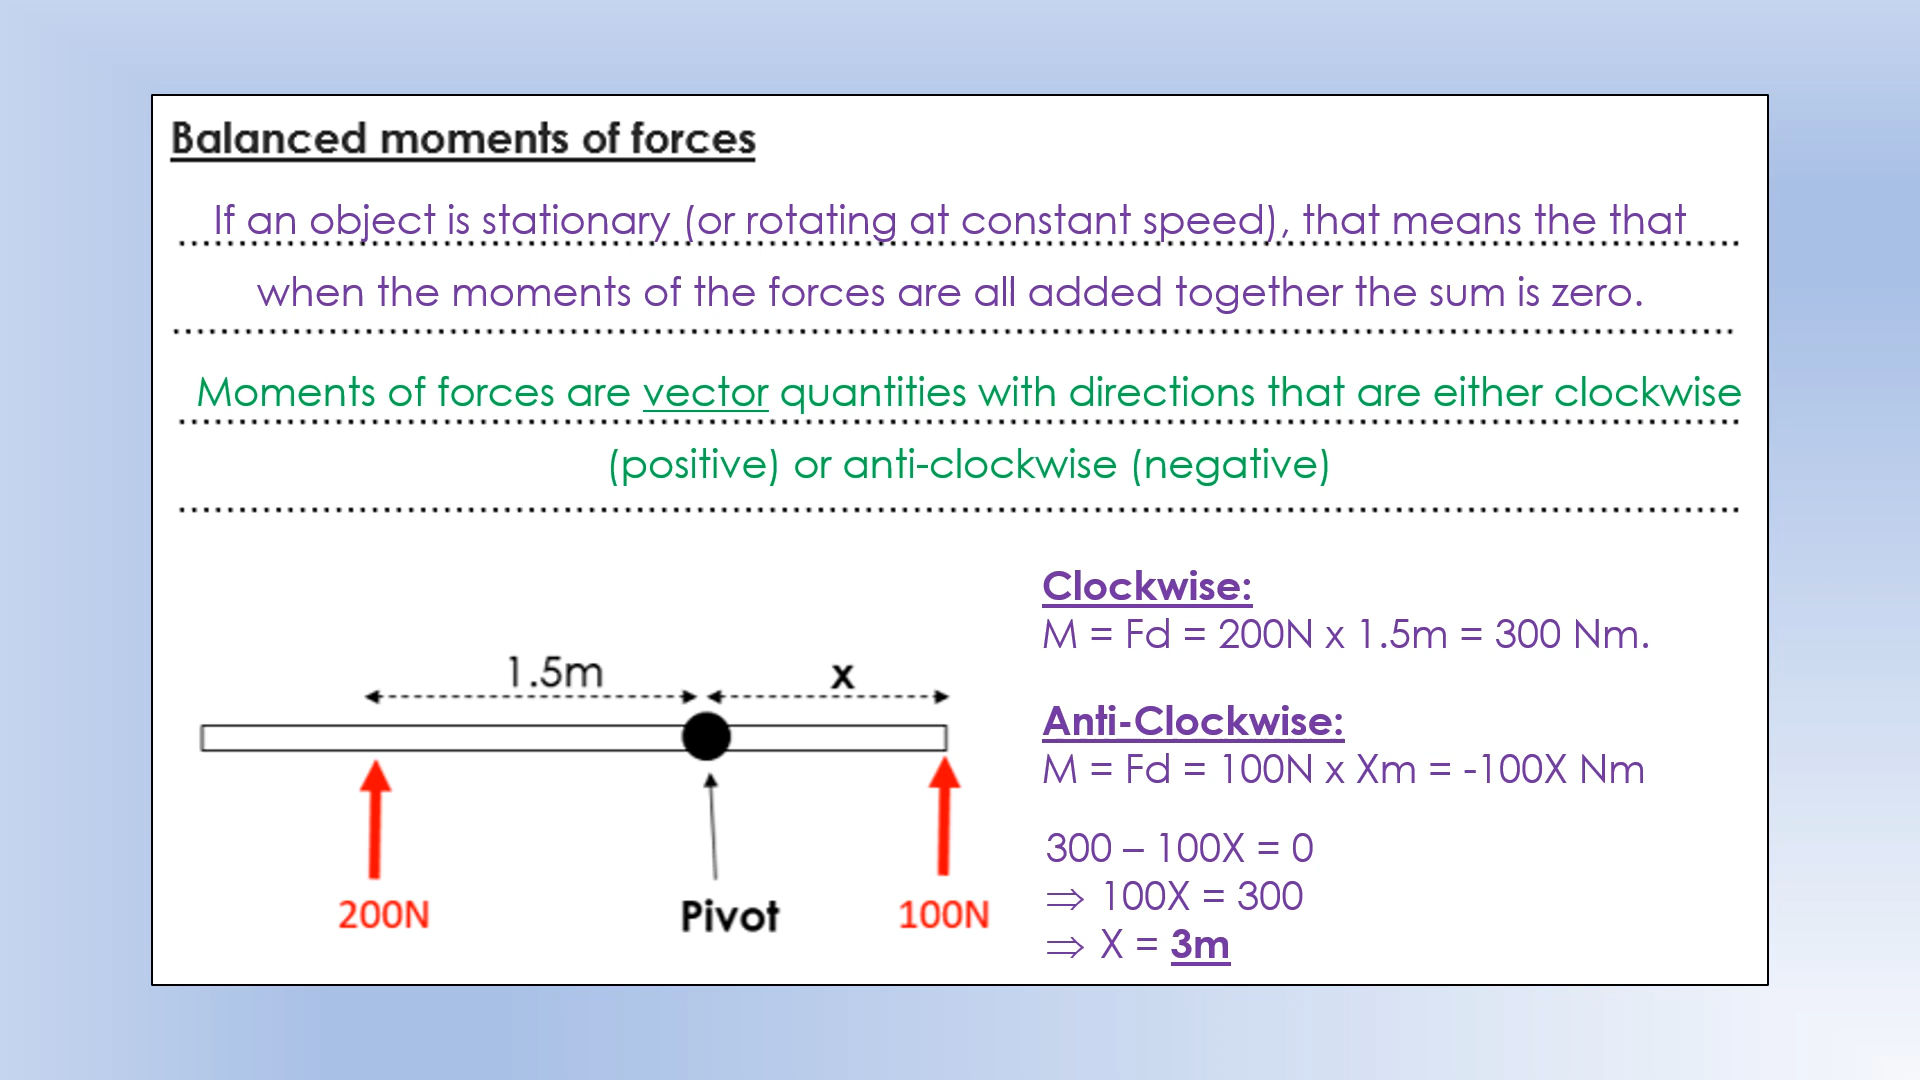 Balanced moments of forces
If an object is stationary (or rotating at constant speed), that means the that
when the moments of the forces are all added together the sum is zero.
Moments of forces are vector quantities with directions that are either clockwise
(positive) or anti-clockwise (negative)
1.5m
x
200N
Pivot
100N
Clockwise:
M = Fd = 200N x 1.5m = 300 Nm.
Anti-Clockwise:
M = Fd = 100N x Xm = -100X Nm
300 – 100X = 0
⇒ 100X = 300
⇒ X = 3m